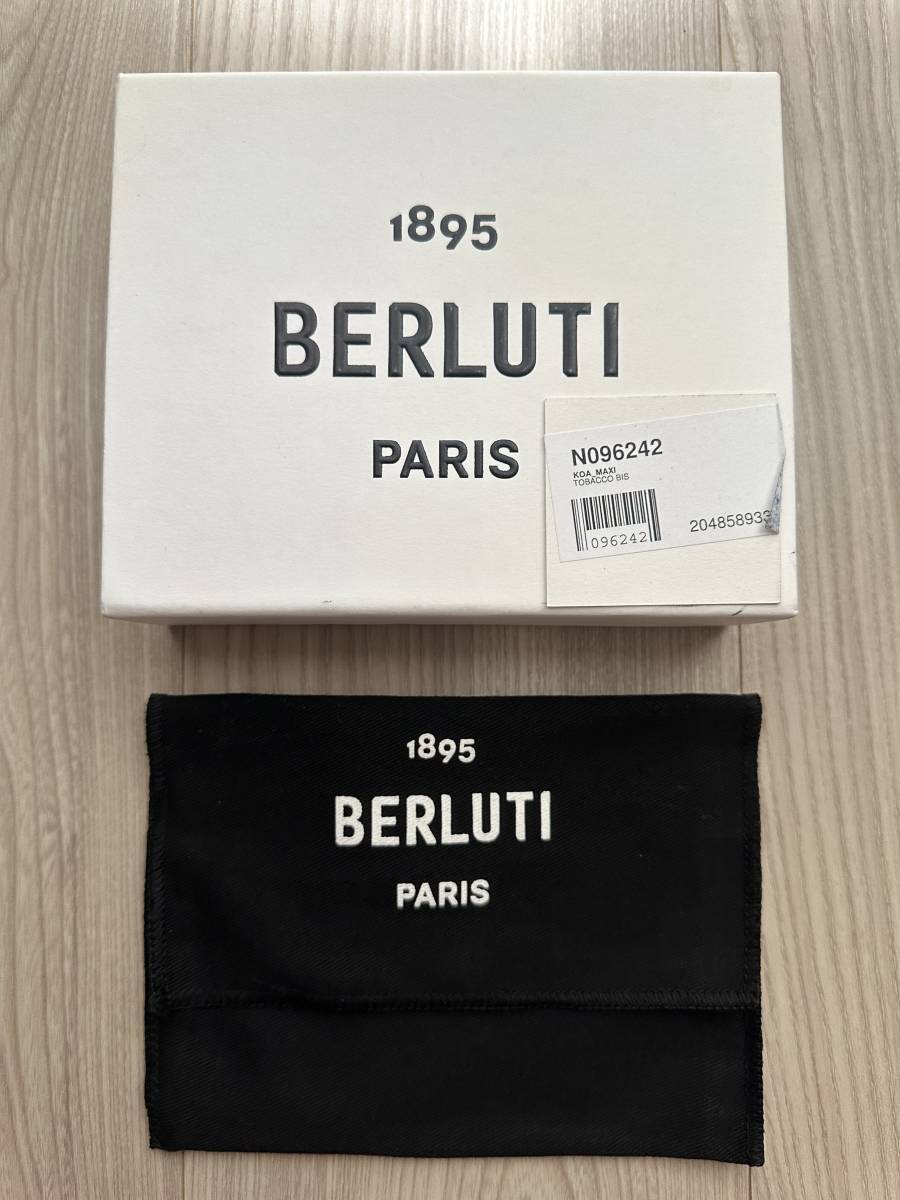 1895
BERLUTI
PARIS
N096242
KOA_MAXI
TOBACCO BIS
096242
204858933
1895
BERLUTI
PARIS